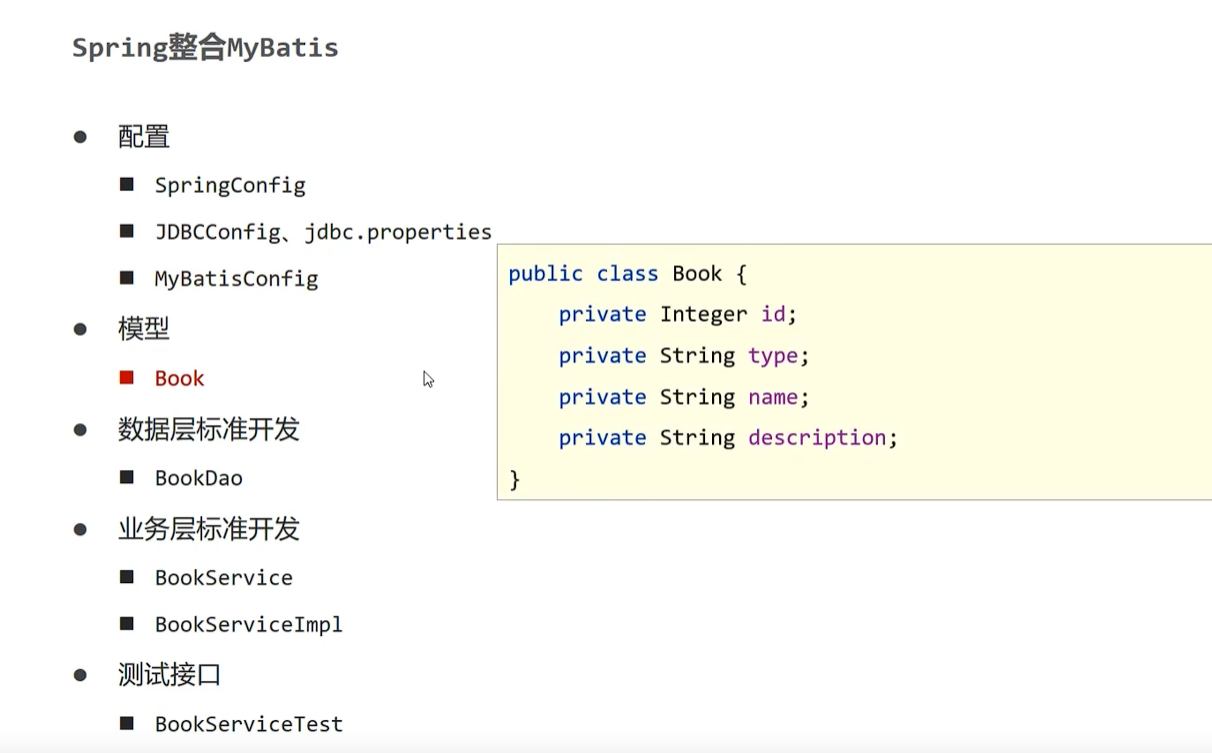 Spring整合MyBatis
● 配置
■ SpringConfig
■ JDBCConfig、jdbc.properties
■ MyBatisConfig
● 模型
■ Book
● 数据层标准开发
■ BookDao
● 业务层标准开发
■ BookService
■ BookServiceImpl
● 测试接口
■ BookServiceTest
public class Book {
    private Integer id;
    private String type;
    private String name;
    private String description;
}